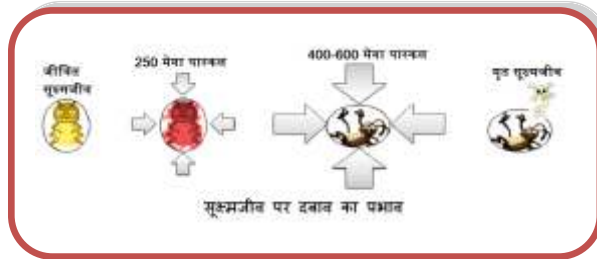 जीवित
सूक्ष्मजीव
250 मेगा पास्कल
400-600 मेगा पास्कल
मृत सूक्ष्मजीव
सूक्ष्मजीव पर दबाव का प्रभाव